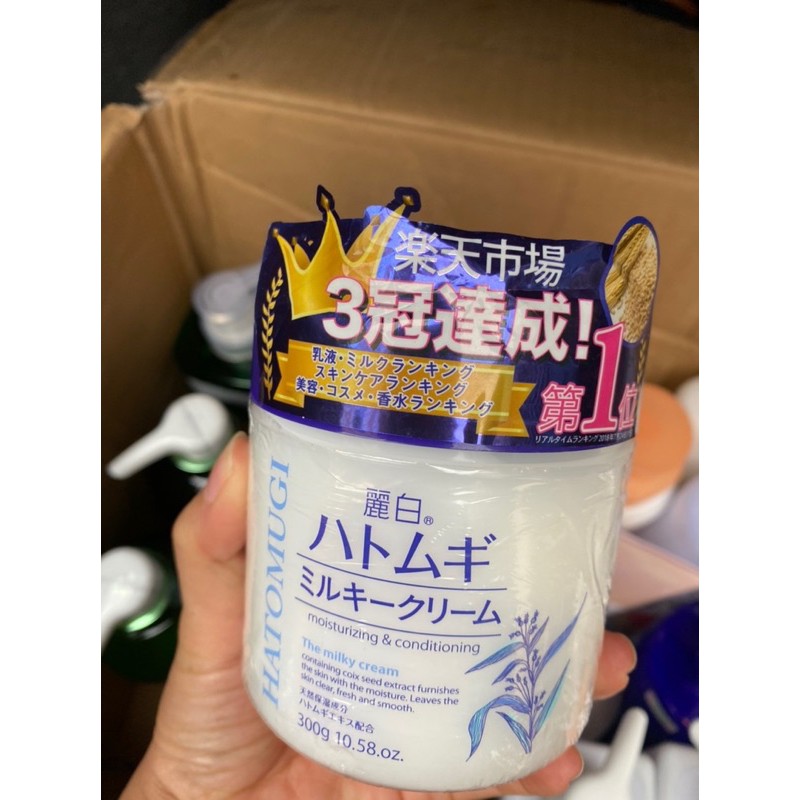 楽天市場
3冠達成!
乳液・ミルクランキング
スキンケアランキング
美容・コスメ・香水ランキング
第1位
HATOMUGI
麗白®
ハトムギ
ミルキークリーム
moisturizing & conditioning
The milky cream
containing coix seed extract furnishes
the skin with the moisture. Leaves the
skin clear, fresh and smooth.
天然保湿成分
ハトムギエキス配合
300g 10.58.oz.